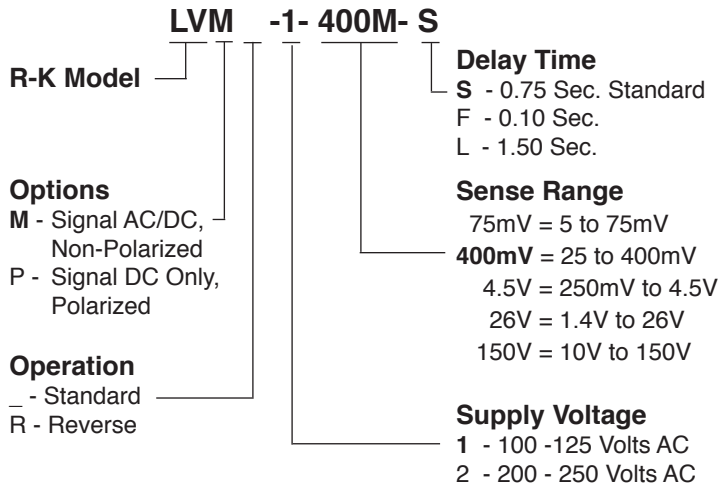 LVM _ -1- 400M- S
R-K Model
Delay Time
S - 0.75 Sec. Standard
F - 0.10 Sec.
L - 1.50 Sec.
Options
M - Signal AC/DC,
Non-Polarized
P - Signal DC Only,
Polarized
Sense Range
75mV = 5 to 75mV
400mV = 25 to 400mV
4.5V = 250mV to 4.5V
26V = 1.4V to 26V
150V = 10V to 150V
Operation
_ - Standard
R - Reverse
Supply Voltage
1 - 100 -125 Volts AC
2 - 200 - 250 Volts AC